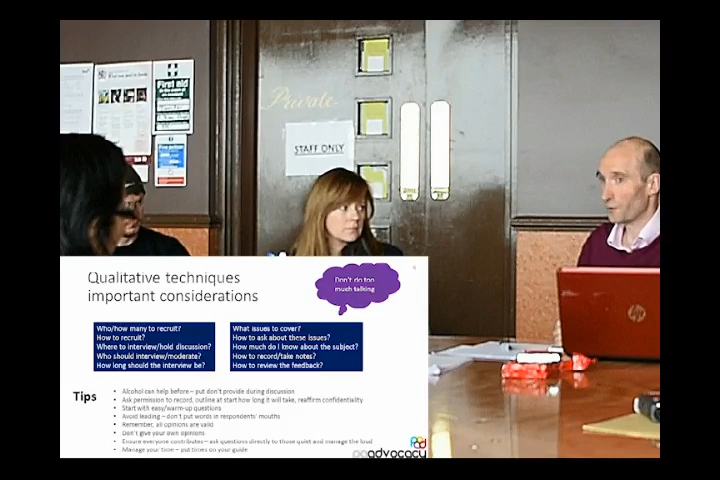 First aid
Private
STAFF ONLY
hp
Qualitative techniques
important considerations
Don't do too
much talking
Who/how many to recruit?
How to recruit?
Where to interview/hold discussion?
Who should interview/moderate?
How long should the interview be?
What issues to cover?
How to ask about these issues?
How much do I know about the subject?
How to record/take notes?
How to review the feedback?
Tips
• Alcohol can help before – put don't provide during discussion
• Ask permission to record, outline at start how long it will take, reaffirm confidentiality
• Start with easy/warm-up questions
• Avoid leading – don't put words in respondents' mouths
• Remember, all opinions are valid
• Don't give your own opinions
• Ensure everyone contributes – ask questions directly to those quiet and manage the loud
• Manage your time – put times on your guide
advocacy